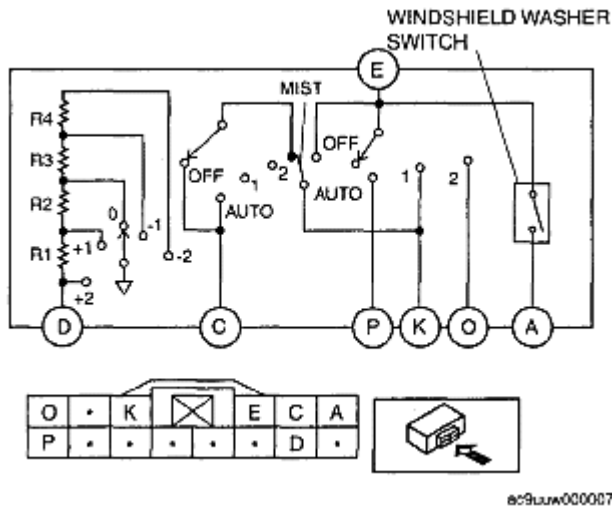 WINDSHIELD WASHER
SWITCH
E
MIST
R4
R3
R2
R1
OFF
OFF
0
-1
-2
+1
+2
1
2
AUTO
AUTO
1
2
D
C
P
K
O
A
O • K E C A
P • • • • • D •
ac9uuw000007